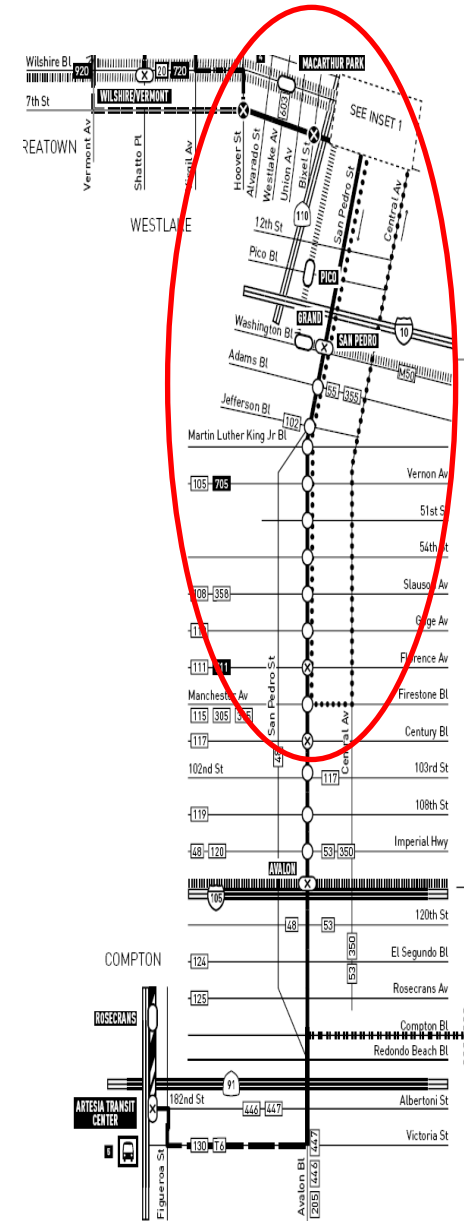 Wilshire Bl
920
20
720
MACARTHUR PARK
WILSHIRE/VERMONT
7th St
SEE INSET 1
603
Vermont Av
Shatto Pl
Virgil Av
Hoover St
Alvarado St
Westlake Av
Union Av
Bixel St
San Pedro St
Central Av
WESTLAKE
110
12th St
Pico Bl
PICO
GRAND
10
Washington Bl
SAN PEDRO
M50
Adams Bl
55
355
Jefferson Bl
102
Martin Luther King Jr Bl
Vernon Av
105
705
51st St
54th St
Slauson Av
108
358
Gage Av
Florence Av
111
Manchester Av
Firestone Bl
San Pedro St
Central Av
115
305
117
Century Bl
48
102nd St
103rd St
117
108th St
119
Imperial Hwy
48
120
53
350
AVALON
105
120th St
48
53
COMPTON
El Segundo Bl
124
53
350
Rosecrans Av
125
ROSECRANS
Compton Bl
Redondo Beach Bl
91
182nd St
Albertoni St
446
447
ARTESIA TRANSIT
CENTER
Victoria St
130
T6
Figueroa St
Avalon Bl
205
446
447